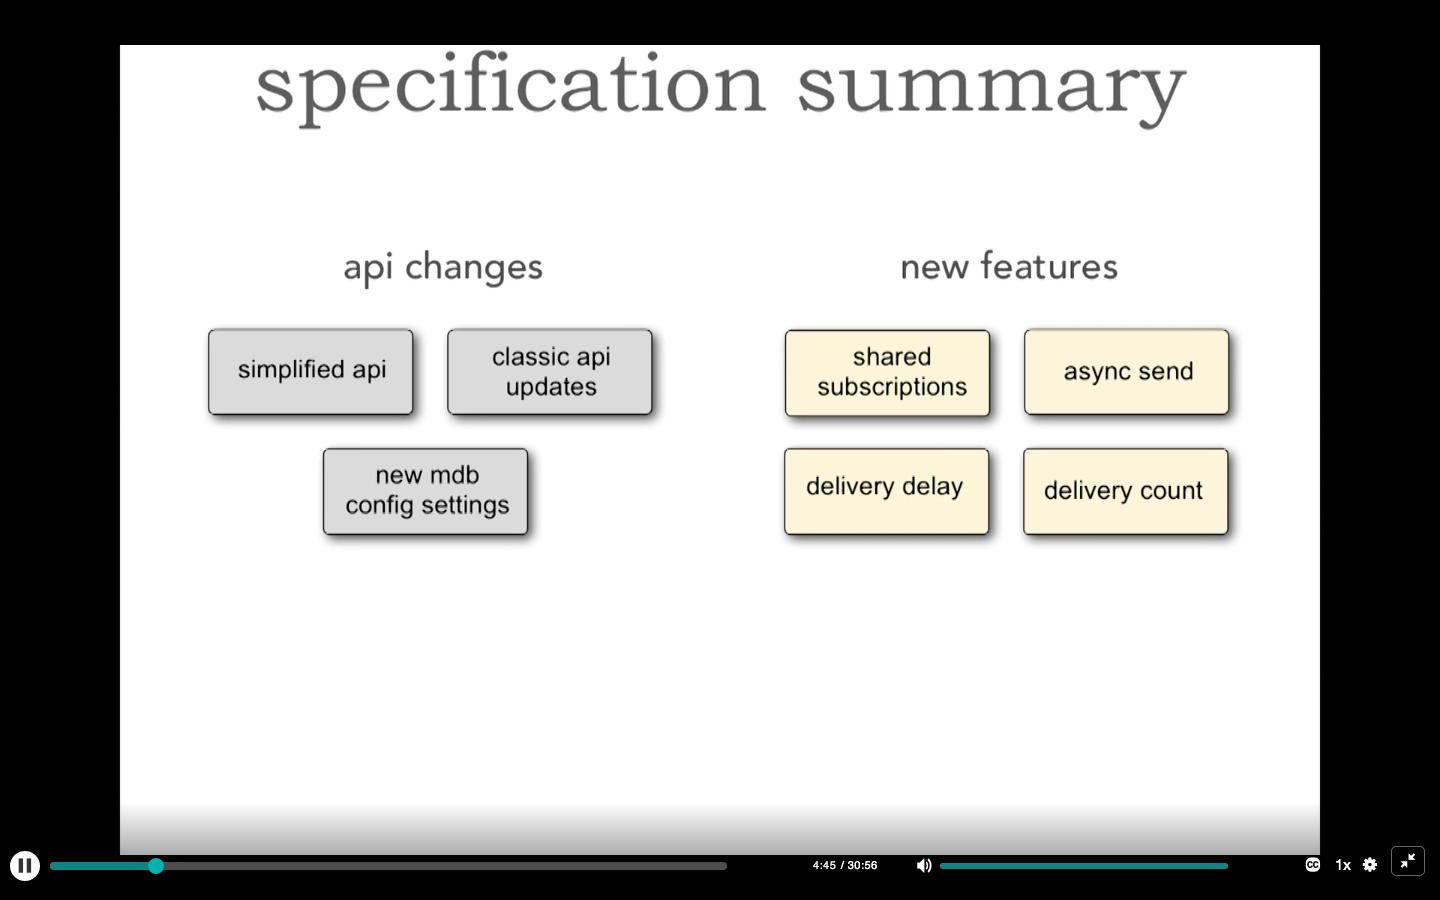 specification summary
api changes
new features
simplified api
classic api
updates
shared
subscriptions
async send
new mdb
config settings
delivery delay
delivery count
4:45 / 30:56
CC
1x